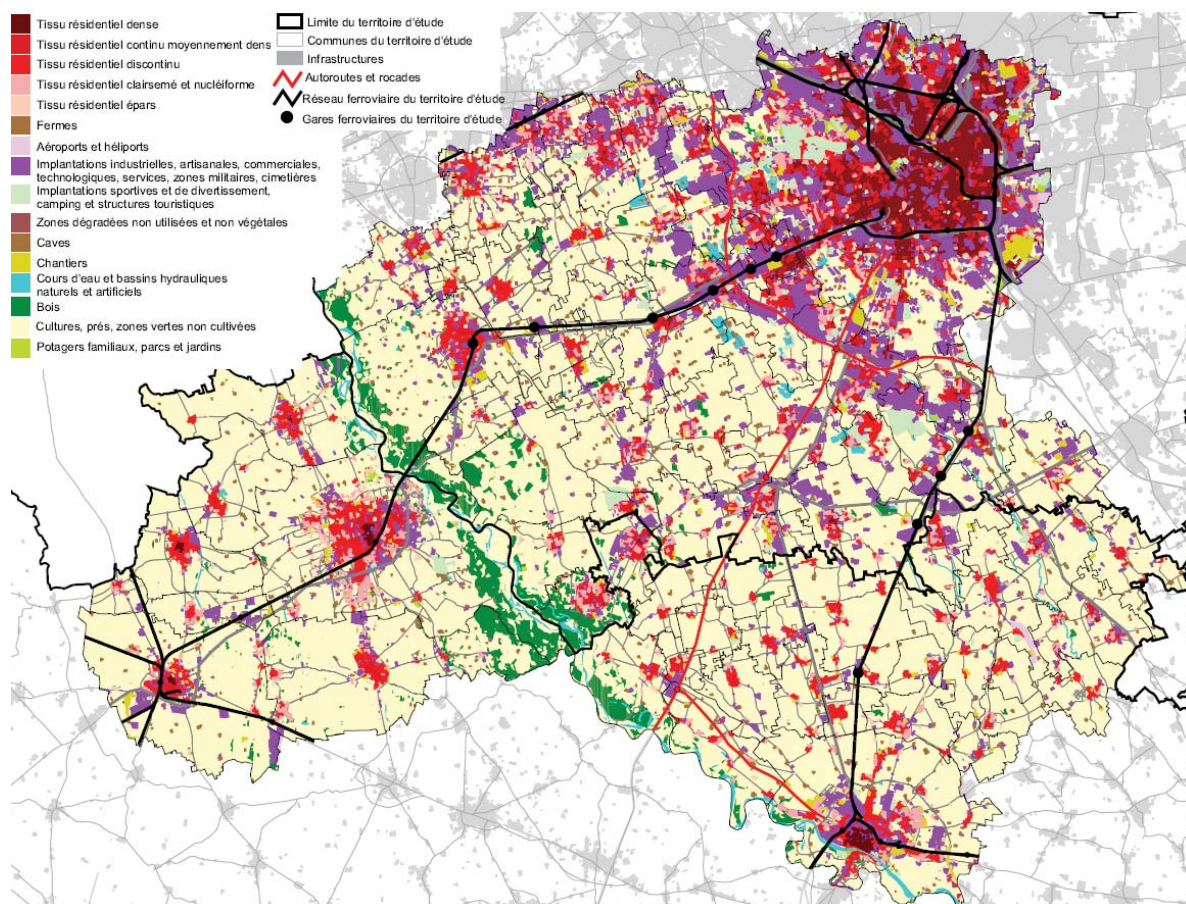 Tissu résidentiel dense
Tissu résidentiel continu moyennement dens
Tissu résidentiel discontinu
Tissu résidentiel clairsemé et nucléiforme
Tissu résidentiel épars
Fermes
Aéroports et héliports
Implantations industrielles, artisanales, commerciales,
technologiques, services, zones militaires, cimetières
Implantations sportives et de divertissement,
camping et structures touristiques
Zones dégradées non utilisées et non végétales
Caves
Chantiers
Cours d'eau et bassins hydrauliques
naturels et artificiels
Bois
Cultures, prés, zones vertes non cultivées
Potagers familiaux, parcs et jardins
Limite du territoire d'étude
Communes du territoire d'étude
Infrastructures
Autoroutes et rocades
Réseau ferroviaire du territoire d'étude
Gares ferroviaires du territoire d'étude